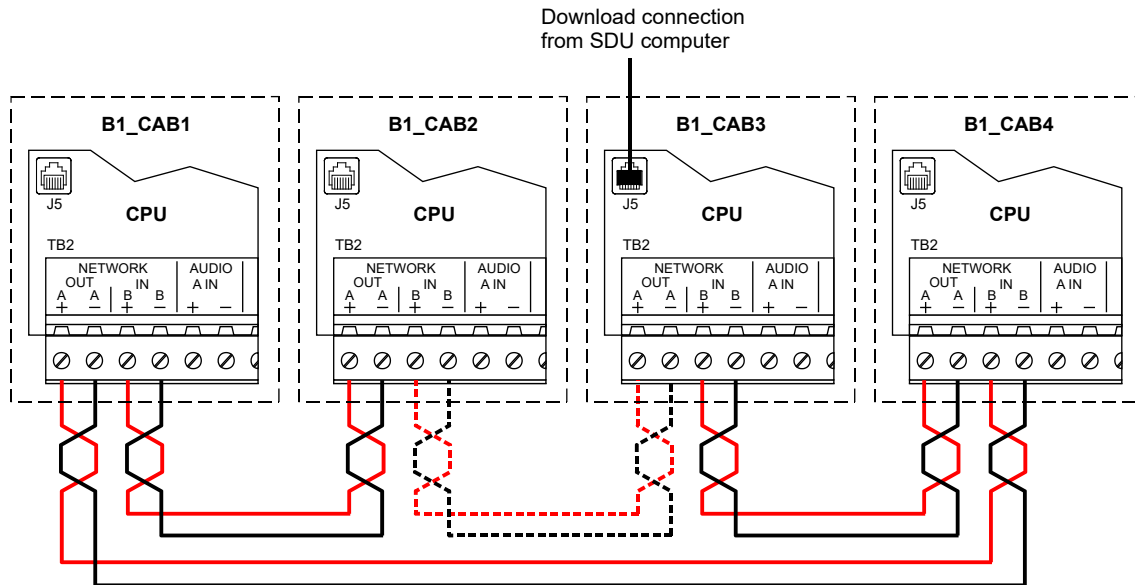 Download connection
from SDU computer
B1_CAB1
J5
CPU
TB2
NETWORK AUDIO
OUT IN A IN
A A B B
+ − + − + −
B1_CAB2
J5
CPU
TB2
NETWORK AUDIO
OUT IN A IN
A A B B
+ − + − + −
B1_CAB3
J5
CPU
TB2
NETWORK AUDIO
OUT IN A IN
A A B B
+ − + − + −
B1_CAB4
J5
CPU
TB2
NETWORK AUDIO
OUT IN A IN
A A B B
+ − + − + −